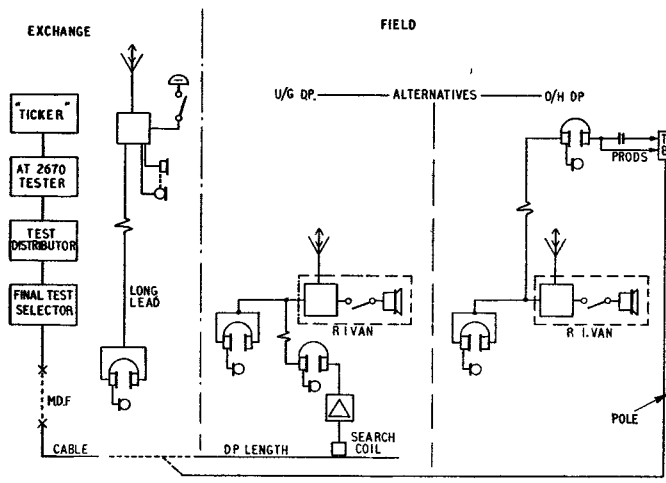 EXCHANGE
FIELD
U/G DP.
ALTERNATIVES
O/H DP
"TICKER"
AT 2670
TESTER
TEST
DISTRIBUTOR
FINAL TEST
SELECTOR
LONG
LEAD
M.D.F
CABLE
DP LENGTH
R I VAN
SEARCH
COIL
PRODS
T
B
R I. VAN
POLE